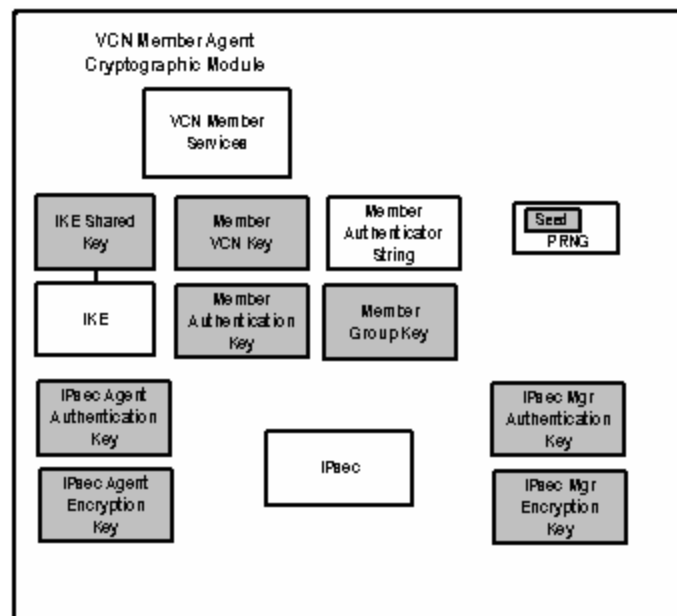 VCN Member Agent
Cryptographic Module
VCN Member
Services
IKE Shared
Key
Member
VCN Key
Member
Authenticator
String
Seed
PRNG
IKE
Member
Authentication
Key
Member
Group Key
IPsec Agent
Authentication
Key
IPsec
IPsec Mgr
Authentication
Key
IPsec Agent
Encryption
Key
IPsec Mgr
Encryption
Key